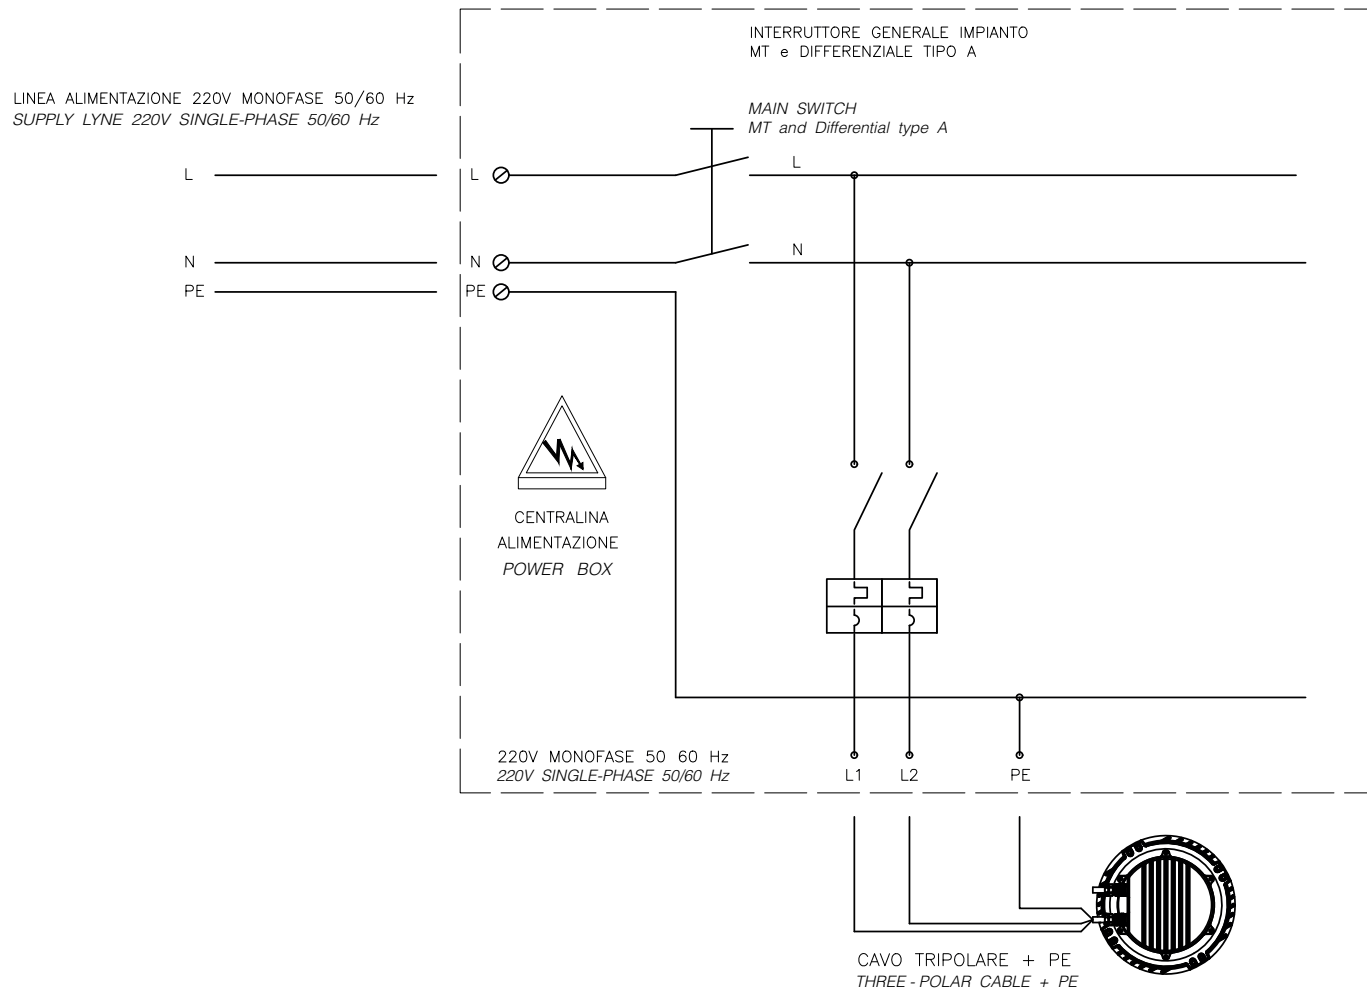 INTERRUTTORE GENERALE IMPIANTO
MT e DIFFERENZIALE TIPO A
LINEA ALIMENTAZIONE 220V MONOFASE 50/60 Hz
SUPPLY LYNE 220V SINGLE-PHASE 50/60 Hz
MAIN SWITCH
MT and Differential type A
L
L
L
N
N
N
PE
PE
CENTRALINA
ALIMENTAZIONE
POWER BOX
220V MONOFASE 50 60 Hz
220V SINGLE-PHASE 50/60 Hz
L1
L2
PE
CAVO TRIPOLARE + PE
THREE - POLAR CABLE + PE